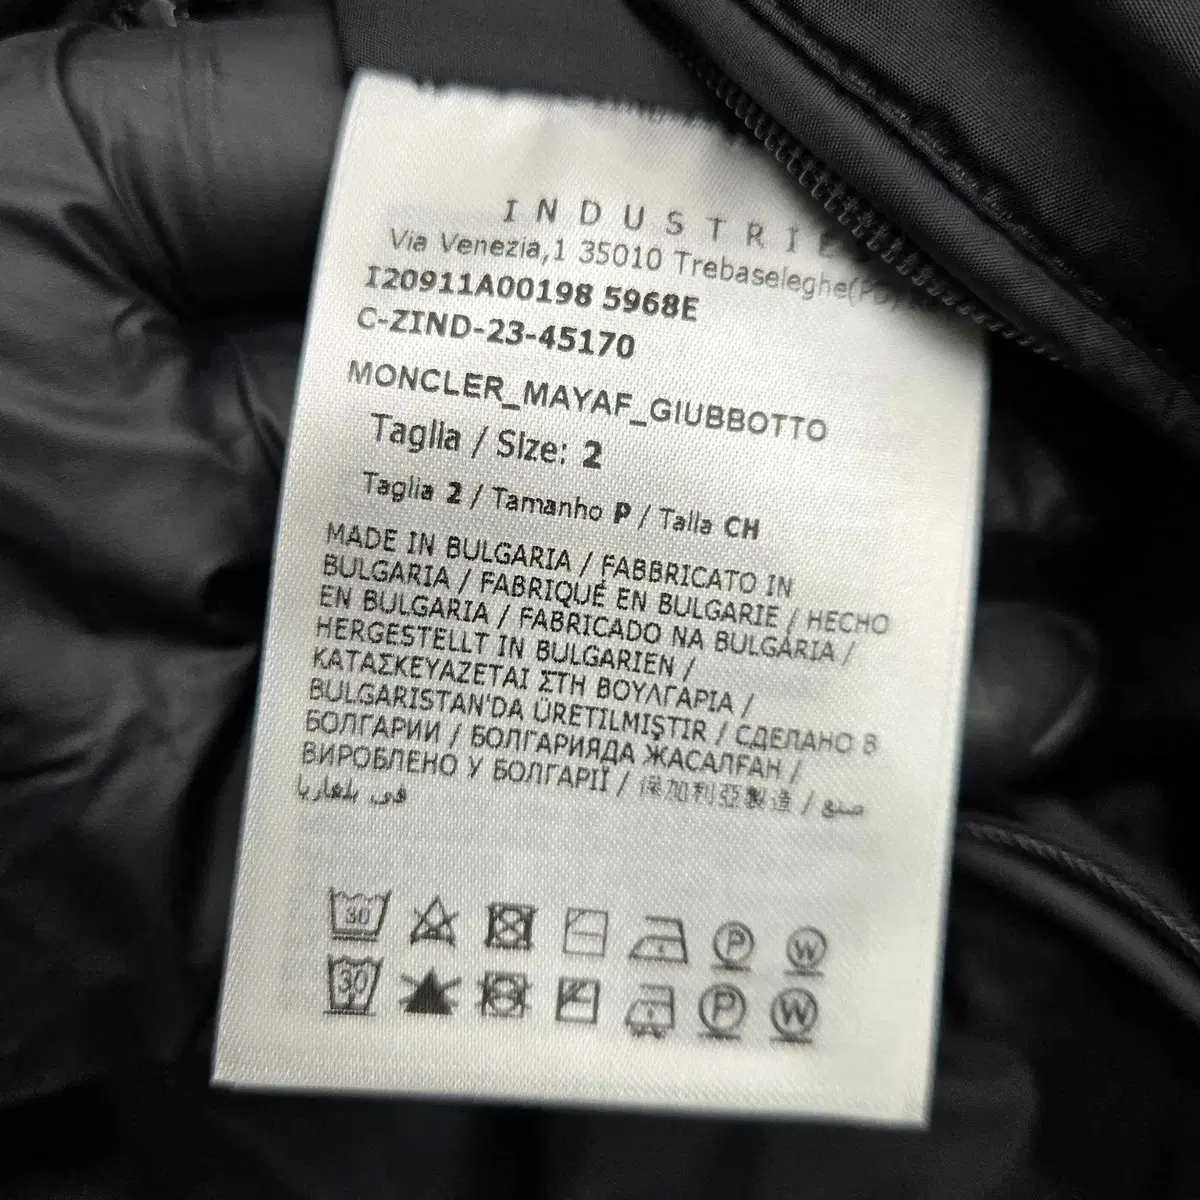 INDUSTRIE
Via Venezia,1 35010 Trebaseleghe(PD)
I20911A00198 5968E
C-ZIND-23-45170
MONCLER_MAYAF_GIUBBOTTO
Taglia / Size: 2
Taglia 2 / Tamanho P / Talla CH
MADE IN BULGARIA / FABBRICATO IN
BULGARIA / FABRIQUÉ EN BULGARIE / HECHO
EN BULGARIA / FABRICADO NA BULGÁRIA /
HERGESTELLT IN BULGARIEN /
ΚΑΤΑΣΚΕΥΑΖΕΤΑΙ ΣΤΗ ΒΟΥΛΓΑΡΙΑ /
BULGARISTAN'DA ÜRETILMIŞTIR / СДЕЛАНО В
БОЛГАРИИ / БОЛГАРИЯДА ЖАСАЛҒАН /
ВИРОБЛЕНО У БОЛГАРІЇ / 保加利亞製造 / صنع
في بلغاريا
30 P W
30 P W